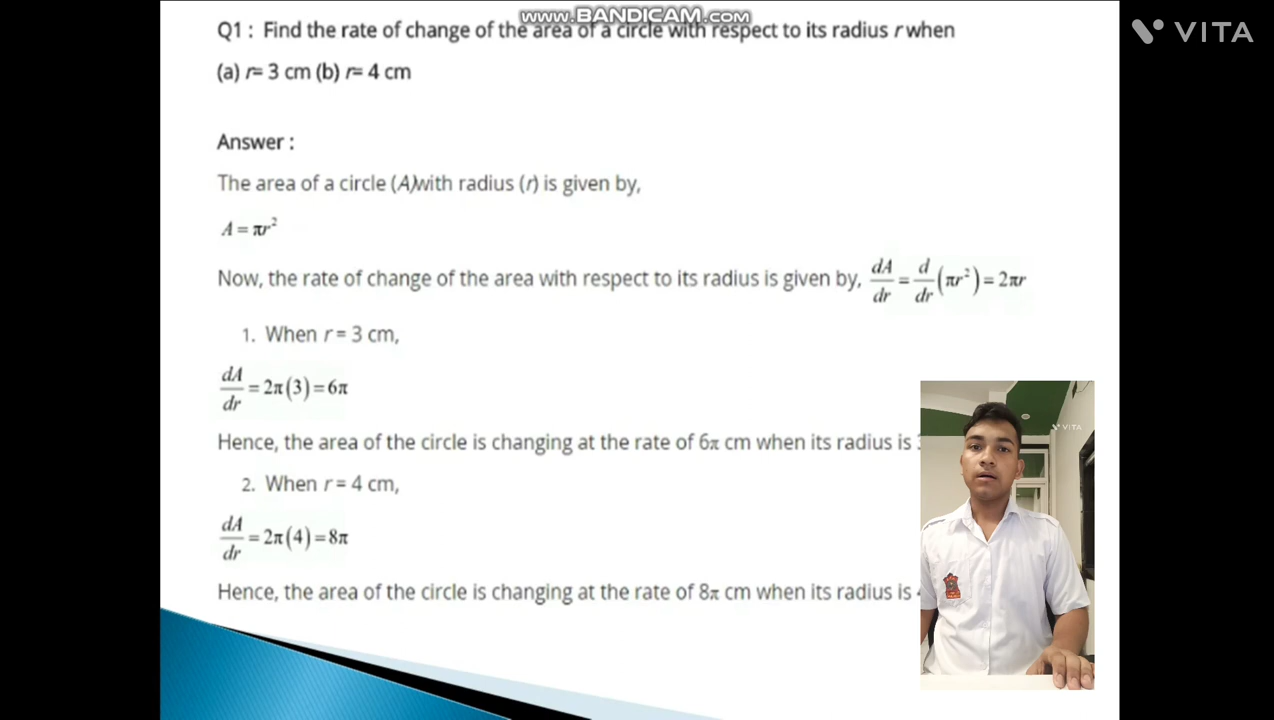 www.BANDICAM.com
VITA
Q1 : Find the rate of change of the area of a circle with respect to its radius r when
(a) r= 3 cm (b) r= 4 cm
Answer :
The area of a circle (A)with radius (r) is given by,
A = πr²
Now, the rate of change of the area with respect to its radius is given by, dA/dr = d/dr (πr²) = 2πr
1. When r = 3 cm,
dA/dr = 2π(3) = 6π
Hence, the area of the circle is changing at the rate of 6π cm when its radius is
VITA
2. When r = 4 cm,
dA/dr = 2π(4) = 8π
Hence, the area of the circle is changing at the rate of 8π cm when its radius is